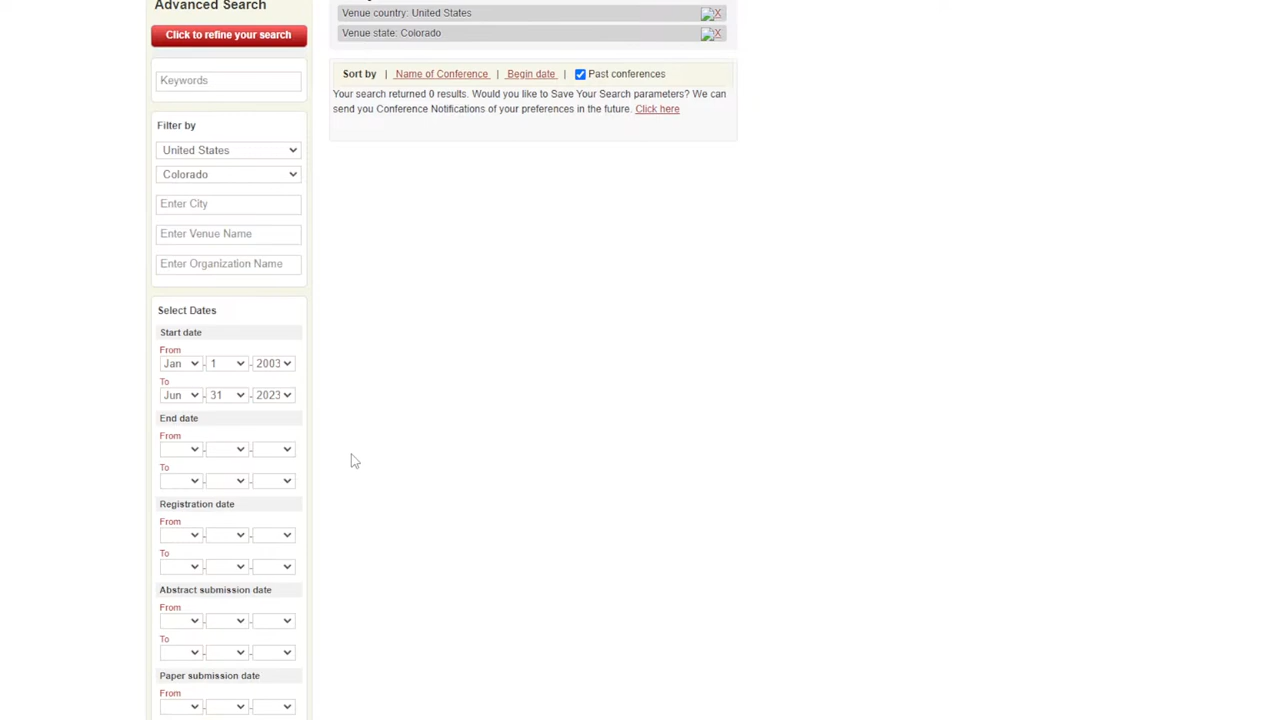 Advanced Search
Click to refine your search
Keywords
Filter by
United States
Colorado
Enter City
Enter Venue Name
Enter Organization Name
Select Dates
Start date
From
Jan - 1 - 2003
To
Jun - 31 - 2023
End date
From
- -
To
- -
Registration date
From
- -
To
- -
Abstract submission date
From
- -
To
- -
Paper submission date
From
- -
Venue country: United States X
Venue state: Colorado X
Sort by | Name of Conference | Begin date | Past conferences
Your search returned 0 results. Would you like to Save Your Search parameters? We can
send you Conference Notifications of your preferences in the future. Click here